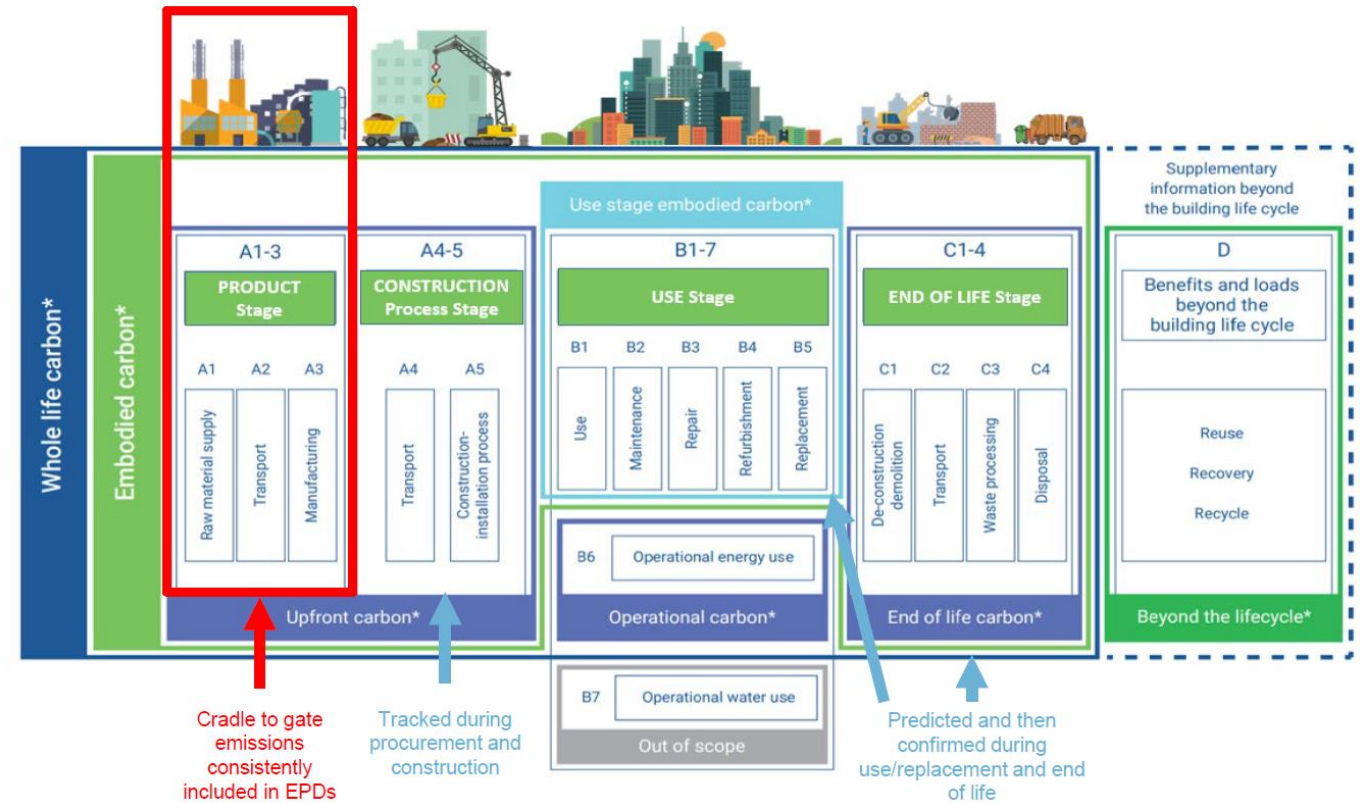 Whole life carbon*
Embodied carbon*
A1-3
PRODUCT
Stage
A1
A2
A3
Raw material supply
Transport
Manufacturing
A4-5
CONSTRUCTION
Process Stage
A4
A5
Transport
Construction-
installation process
Upfront carbon*
Use stage embodied carbon*
B1-7
USE Stage
B1
B2
B3
B4
B5
Use
Maintenance
Repair
Refurbishment
Replacement
B6
Operational energy use
Operational carbon*
B7
Operational water use
Out of scope
C1-4
END OF LIFE Stage
C1
C2
C3
C4
De-construction
demolition
Transport
Waste processing
Disposal
End of life carbon*
Supplementary
information beyond
the building life cycle
D
Benefits and loads
beyond the
building life cycle
Reuse
Recovery
Recycle
Beyond the lifecycle*
Cradle to gate
emissions
consistently
included in EPDs
Tracked during
procurement and
construction
Predicted and then
confirmed during
use/replacement and end
of life